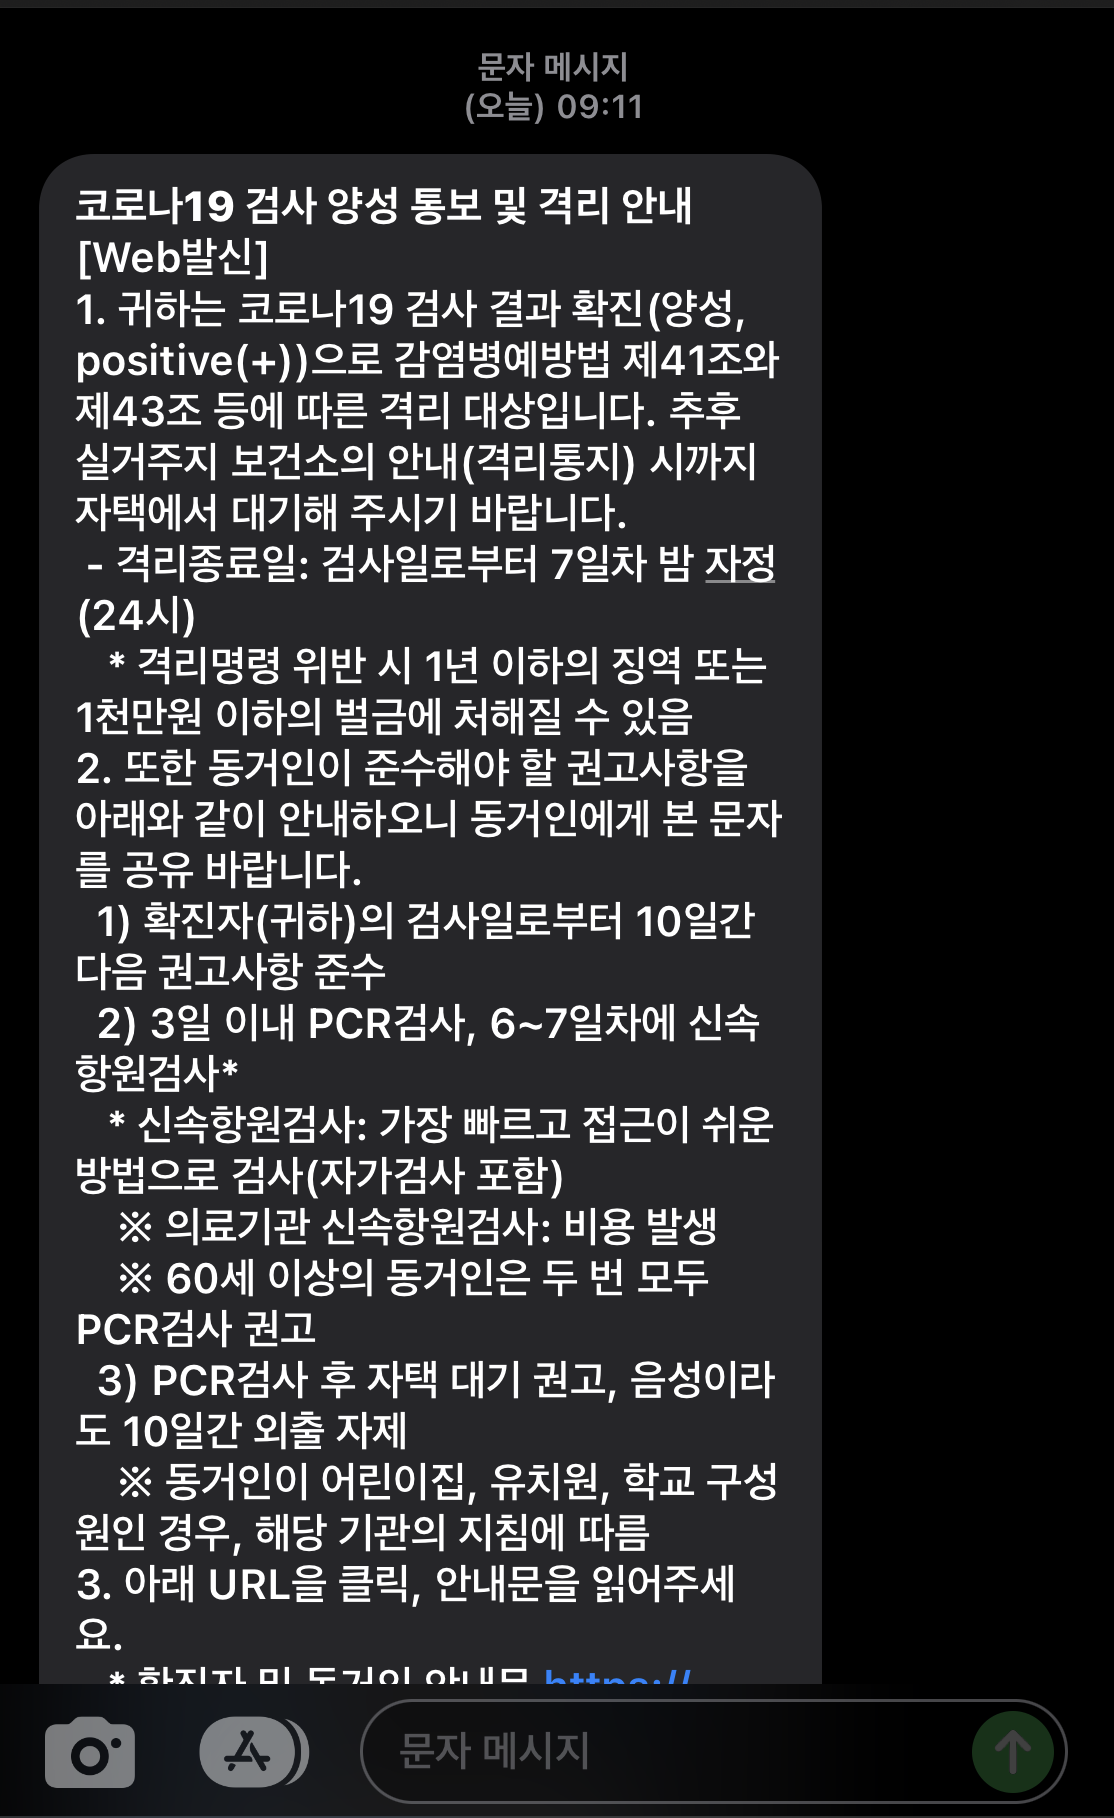 문자 메시지
(오늘) 09:11
코로나19 검사 양성 통보 및 격리 안내
[Web발신]
1. 귀하는 코로나19 검사 결과 확진(양성,
positive(+))으로 감염병예방법 제41조와
제43조 등에 따른 격리 대상입니다. 추후
실거주지 보건소의 안내(격리통지) 시까지
자택에서 대기해 주시기 바랍니다.
- 격리종료일: 검사일로부터 7일차 밤 자정
(24시)
* 격리명령 위반 시 1년 이하의 징역 또는
1천만원 이하의 벌금에 처해질 수 있음
2. 또한 동거인이 준수해야 할 권고사항을
아래와 같이 안내하오니 동거인에게 본 문자
를 공유 바랍니다.
1) 확진자(귀하)의 검사일로부터 10일간
다음 권고사항 준수
2) 3일 이내 PCR검사, 6~7일차에 신속
항원검사*
* 신속항원검사: 가장 빠르고 접근이 쉬운
방법으로 검사(자가검사 포함)
※ 의료기관 신속항원검사: 비용 발생
※ 60세 이상의 동거인은 두 번 모두
PCR검사 권고
3) PCR검사 후 자택 대기 권고, 음성이라
도 10일간 외출 자제
※ 동거인이 어린이집, 유치원, 학교 구성
원인 경우, 해당 기관의 지침에 따름
3. 아래 URL을 클릭, 안내문을 읽어주세
요.
* 확진자 및 동거인 안내문 https://
문자 메시지